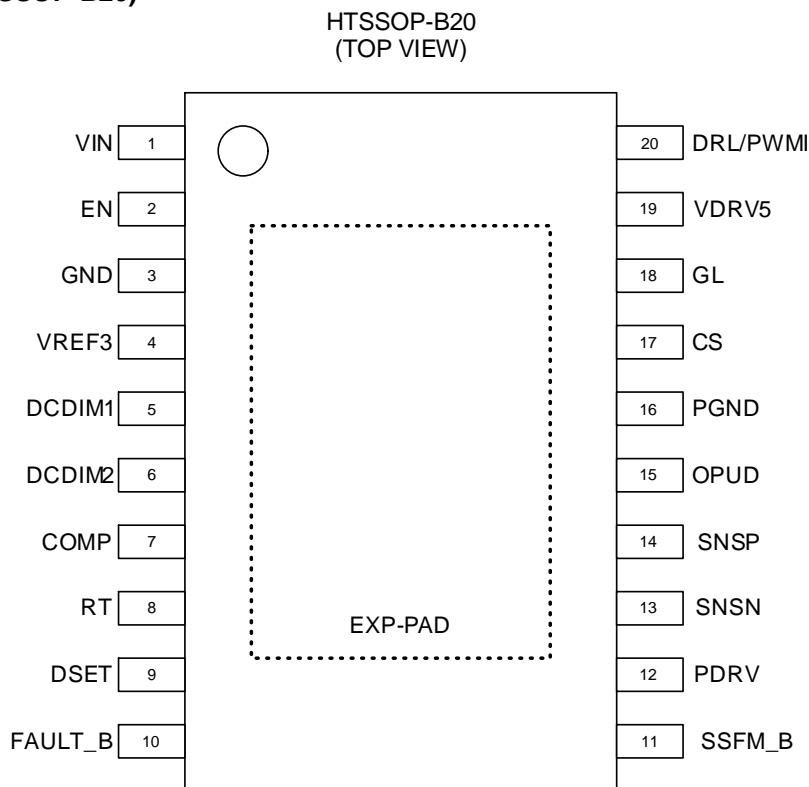 HTSSOP-B20
(TOP VIEW)
VIN 1
20 DRL/PWMI
EN 2
19 VDRV5
GND 3
18 GL
VREF3 4
17 CS
DCDIM1 5
16 PGND
DCDIM2 6
15 OPUD
COMP 7
14 SNSP
RT 8
13 SNSN
EXP-PAD
DSET 9
12 PDRV
FAULT_B 10
11 SSFM_B